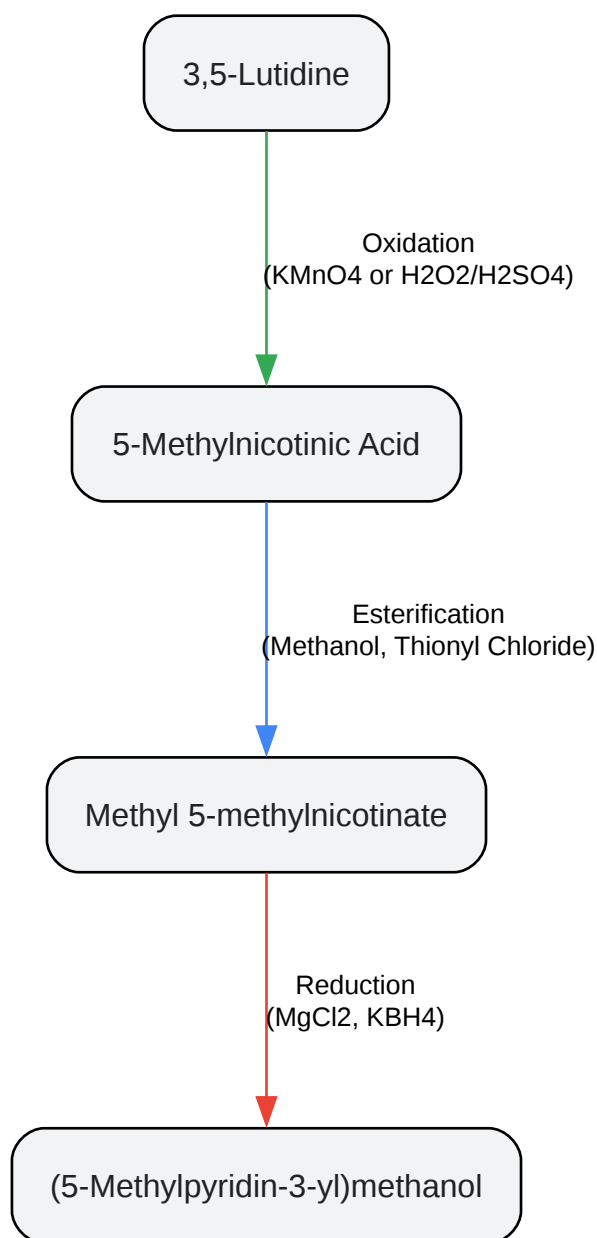 3,5-Lutidine
Oxidation
(KMnO4 or H2O2/H2SO4)
5-Methylnicotinic Acid
Esterification
(Methanol, Thionyl Chloride)
Methyl 5-methylnicotinate
Reduction
(MgCl2, KBH4)
(5-Methylpyridin-3-yl)methanol